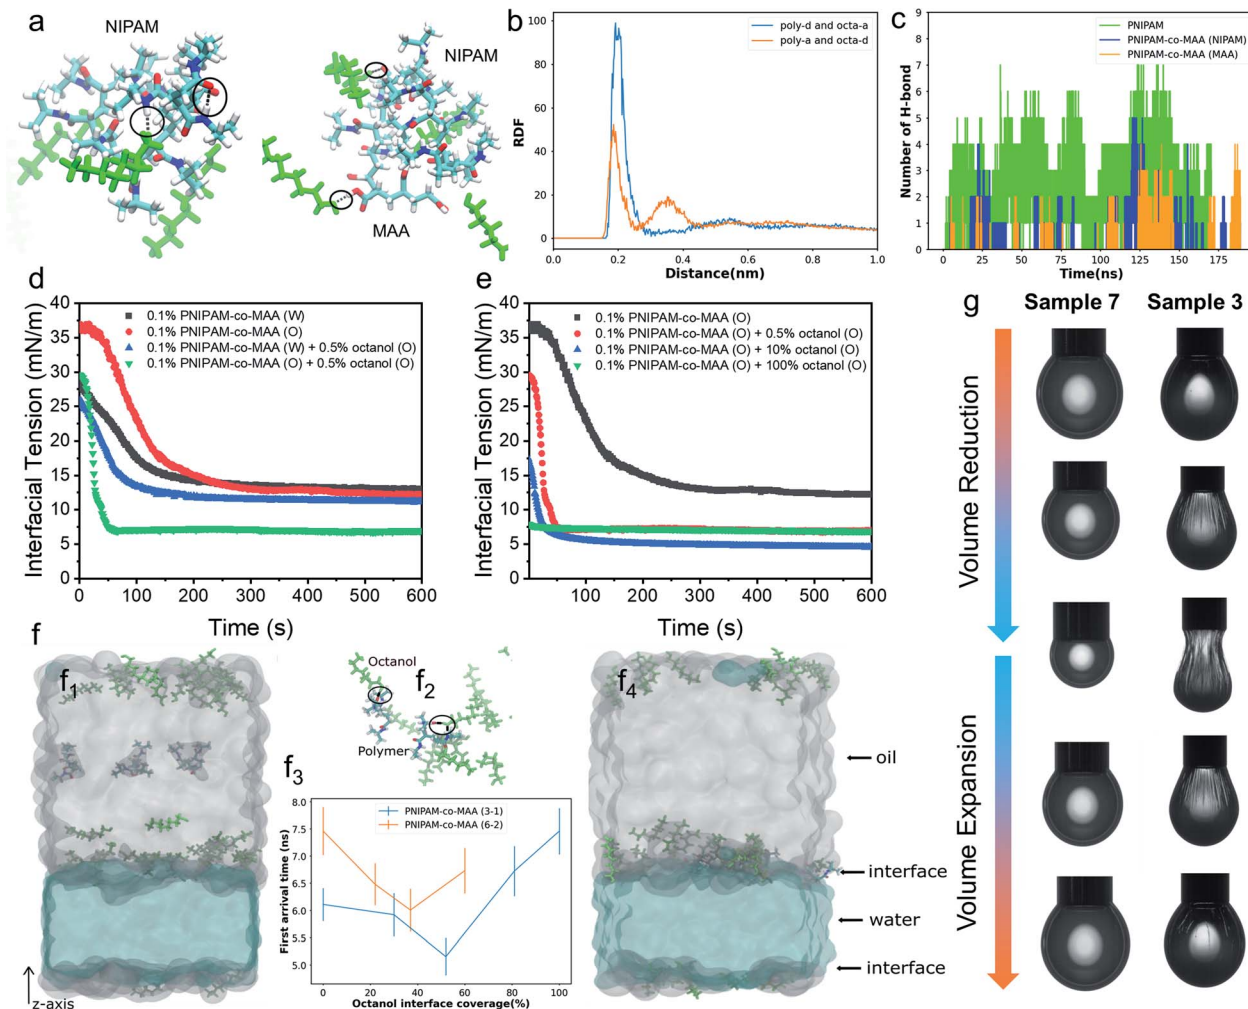 a
NIPAM
NIPAM
MAA
b
poly-d and octa-a
poly-a and octa-d
RDF
100
80
60
40
20
0
0.0
0.2
0.4
0.6
0.8
1.0
Distance(nm)
c
PNIPAM
PNIPAM-co-MAA (NIPAM)
PNIPAM-co-MAA (MAA)
Number of H-bond
9
8
7
6
5
4
3
2
1
0
0
25
50
75
100
125
150
175
Time(ns)
d
0.1% PNIPAM-co-MAA (W)
0.1% PNIPAM-co-MAA (O)
0.1% PNIPAM-co-MAA (W) + 0.5% octanol (O)
0.1% PNIPAM-co-MAA (O) + 0.5% octanol (O)
Interfacial Tension (mN/m)
40
35
30
25
20
15
10
5
0
0
100
200
300
400
500
600
Time (s)
e
0.1% PNIPAM-co-MAA (O)
0.1% PNIPAM-co-MAA (O) + 0.5% octanol (O)
0.1% PNIPAM-co-MAA (O) + 10% octanol (O)
0.1% PNIPAM-co-MAA (O) + 100% octanol (O)
Interfacial Tension (mN/m)
40
35
30
25
20
15
10
5
0
100
200
300
400
500
600
Time (s)
f
f1
z-axis
Octanol
f2
Polymer
f3
PNIPAM-co-MAA (3-1)
PNIPAM-co-MAA (6-2)
First arrival time (ns)
8.0
7.5
7.0
6.5
6.0
5.5
5.0
0
20
40
60
80
100
Octanol interface coverage(%)
f4
oil
interface
water
interface
g
Sample 7
Sample 3
Volume Reduction
Volume Expansion